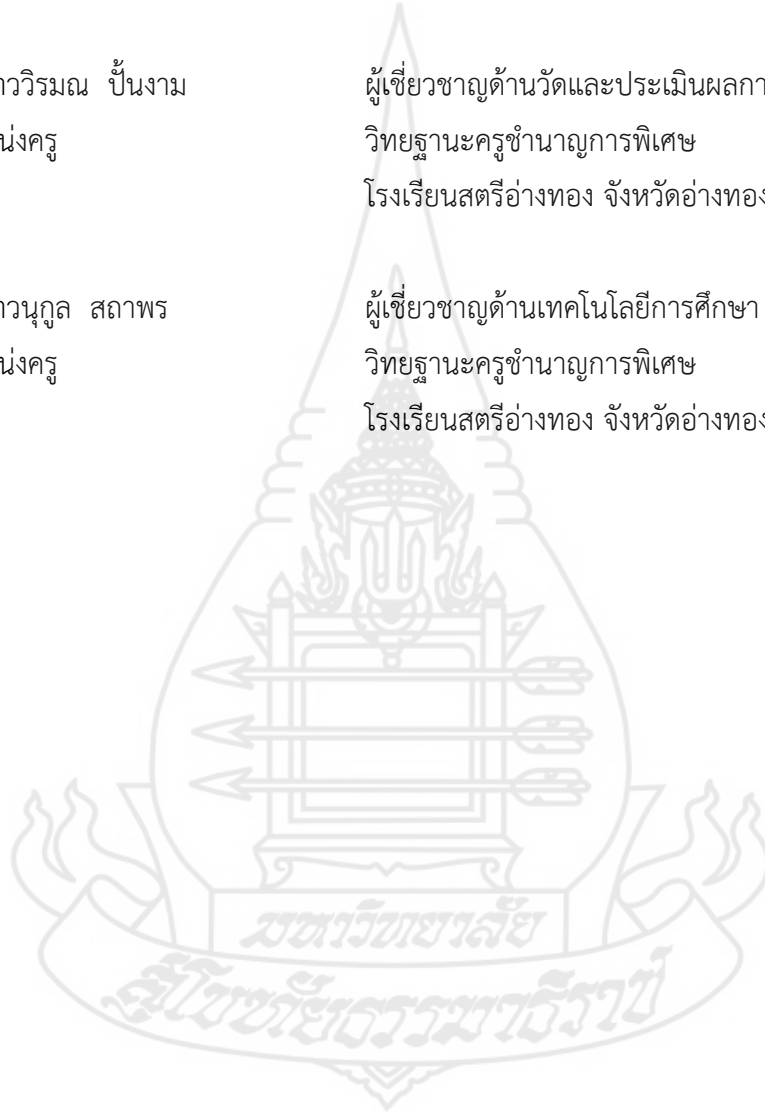 าววิรมณ ปั้นงาม ผู้เชี่ยวชาญด้านวัดและประเมินผลกา
น่งครู วิทยฐานะครูชำนาญการพิเศษ
โรงเรียนสตรีอ่างทอง จังหวัดอ่างทอง
าวนุกูล สถาพร ผู้เชี่ยวชาญด้านเทคโนโลยีการศึกษา
น่งครู วิทยฐานะครูชำนาญการพิเศษ
โรงเรียนสตรีอ่างทอง จังหวัดอ่างทอง
มหาวิทยาลัย
สุโขทัยธรรมาธิราช